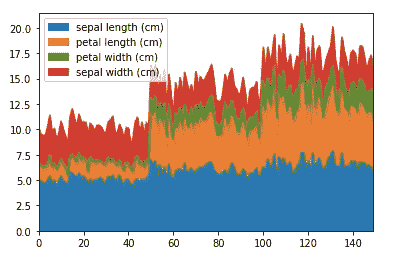 20.0
17.5
15.0
12.5
10.0
7.5
5.0
2.5
0.0
sepal length (cm)
petal length (cm)
petal width (cm)
sepal width (cm)
0 20 40 60 80 100 120 140